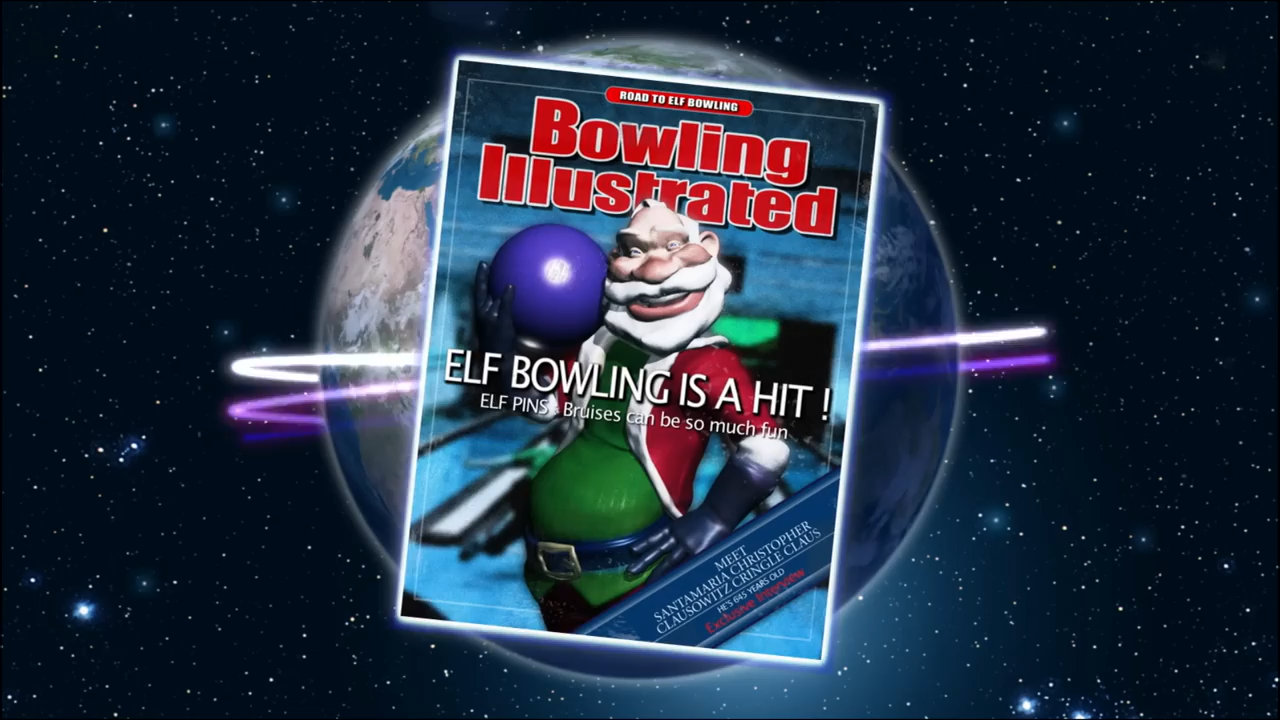 ROAD TO ELF BOWLING
Bowling
Illustrated
ELF BOWLING IS A HIT !
ELF PINS : Bruises can be so much fun
MEET
SANTAMARIA CHRISTOPHER
CLAUSOWITZ CRINGLE CLAUS
HE'S 645 YEARS OLD
Exclusive Interview